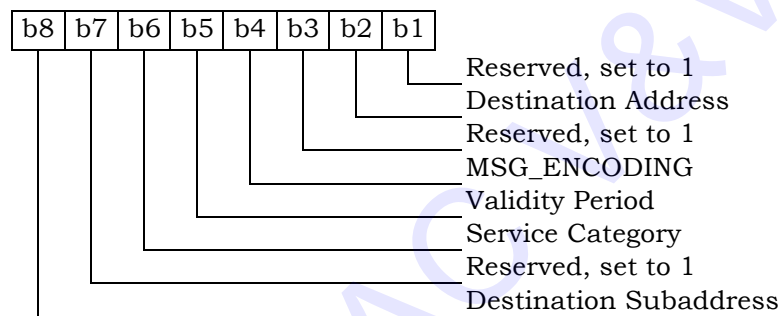 b8 b7 b6 b5 b4 b3 b2 b1
Reserved, set to 1
Destination Address
Reserved, set to 1
MSG_ENCODING
Validity Period
Service Category
Reserved, set to 1
Destination Subaddress